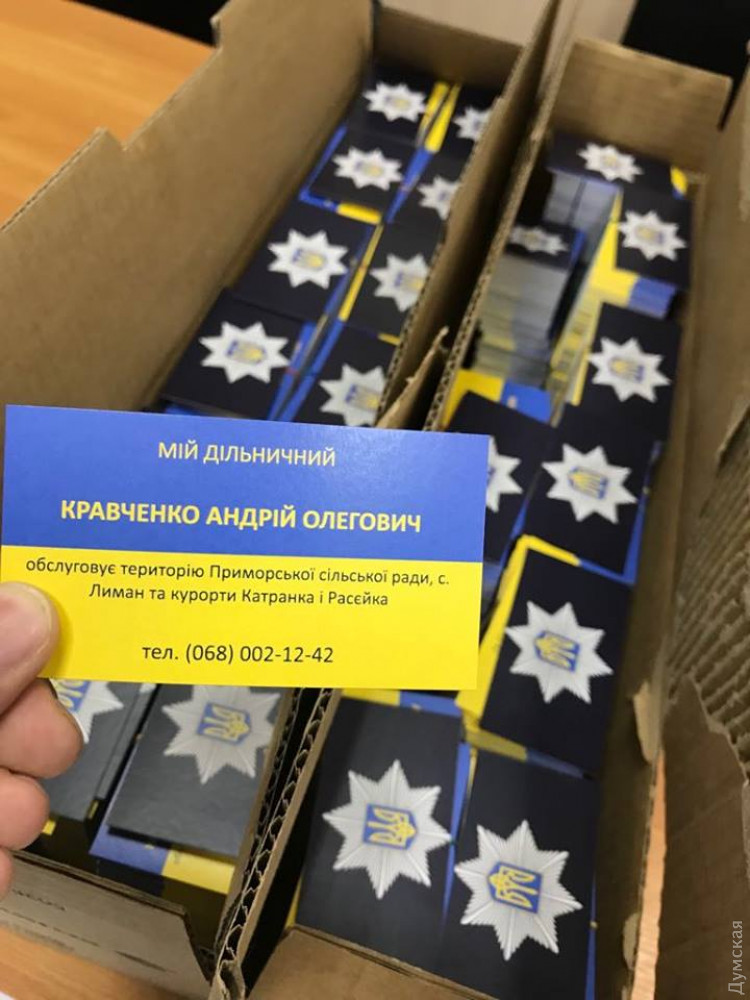 МІЙ ДІЛЬНИЧНИЙ
КРАВЧЕНКО АНДРІЙ ОЛЕГОВИЧ
обслуговує територію Приморської сільської ради, с.
Лиман та курорти Катранка і Расєйка
тел. (068) 002-12-42
Думская